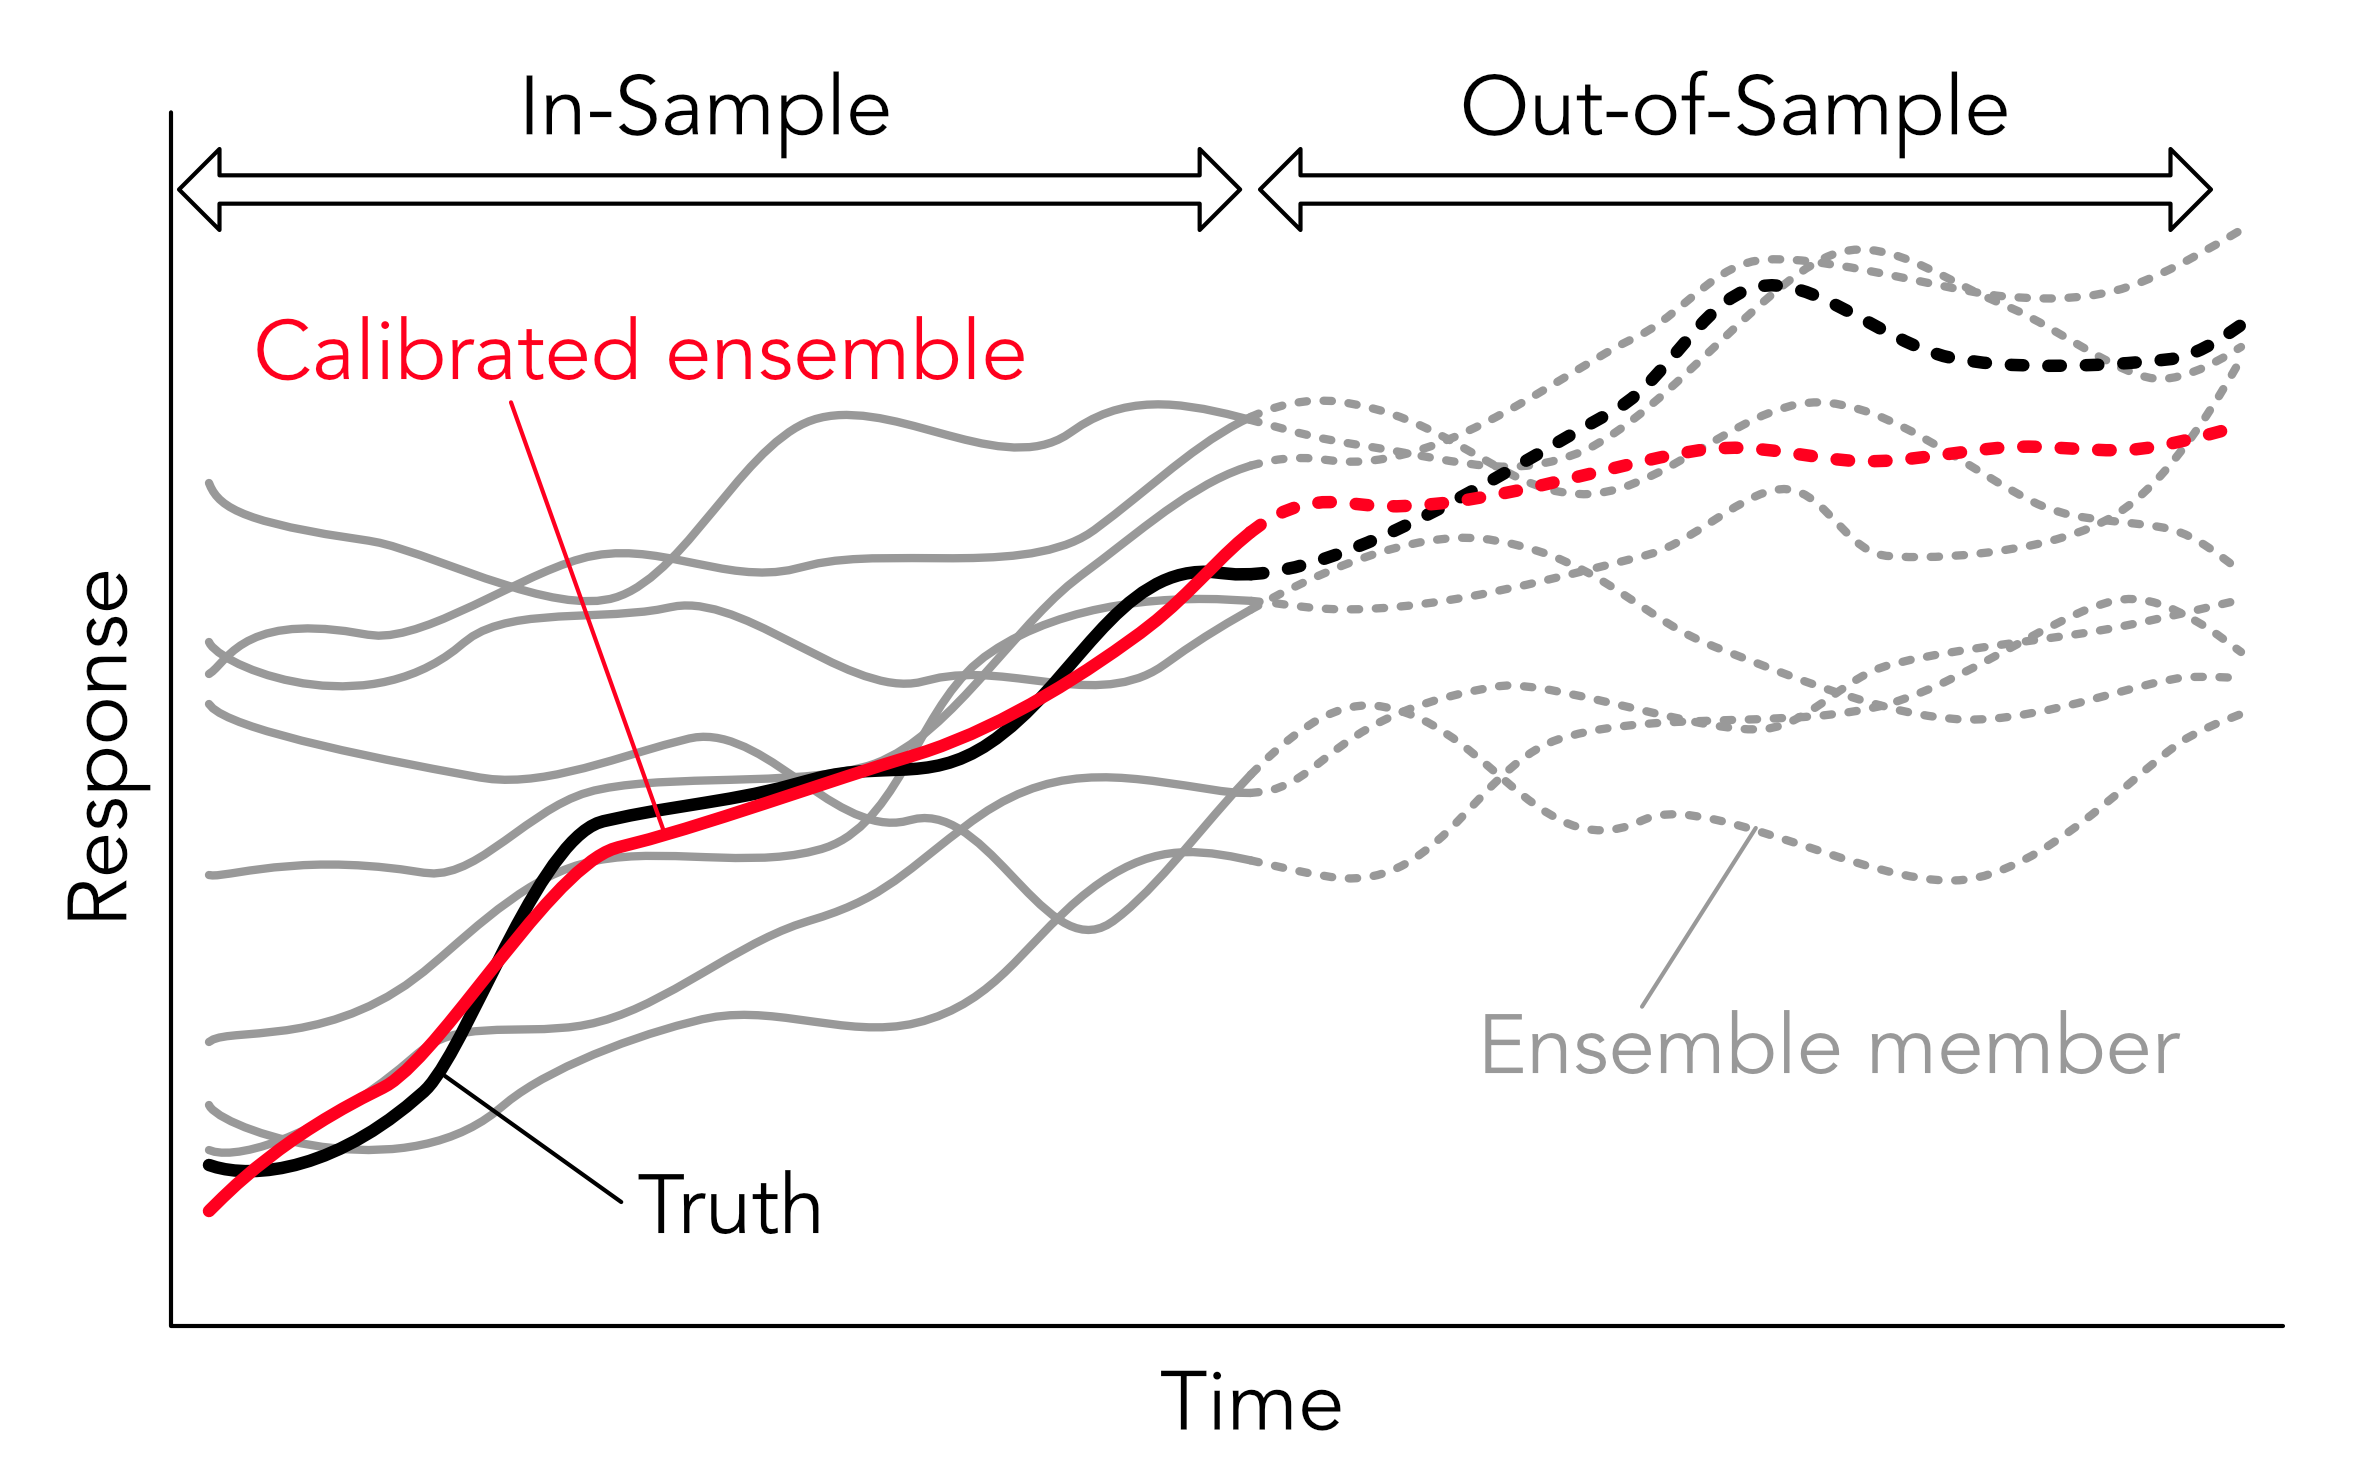 In-Sample
Out-of-Sample
Calibrated ensemble
Response
Ensemble member
Truth
Time